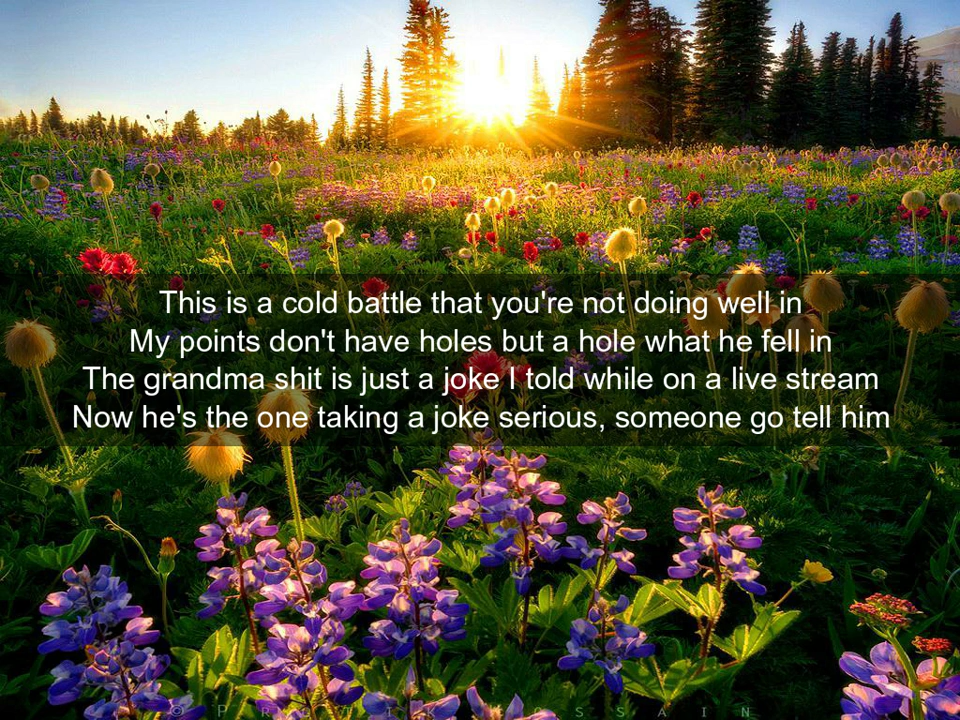 This is a cold battle that you're not doing well in
My points don't have holes but a hole what he fell in
The grandma shit is just a joke I told while on a live stream
Now he's the one taking a joke serious, someone go tell him